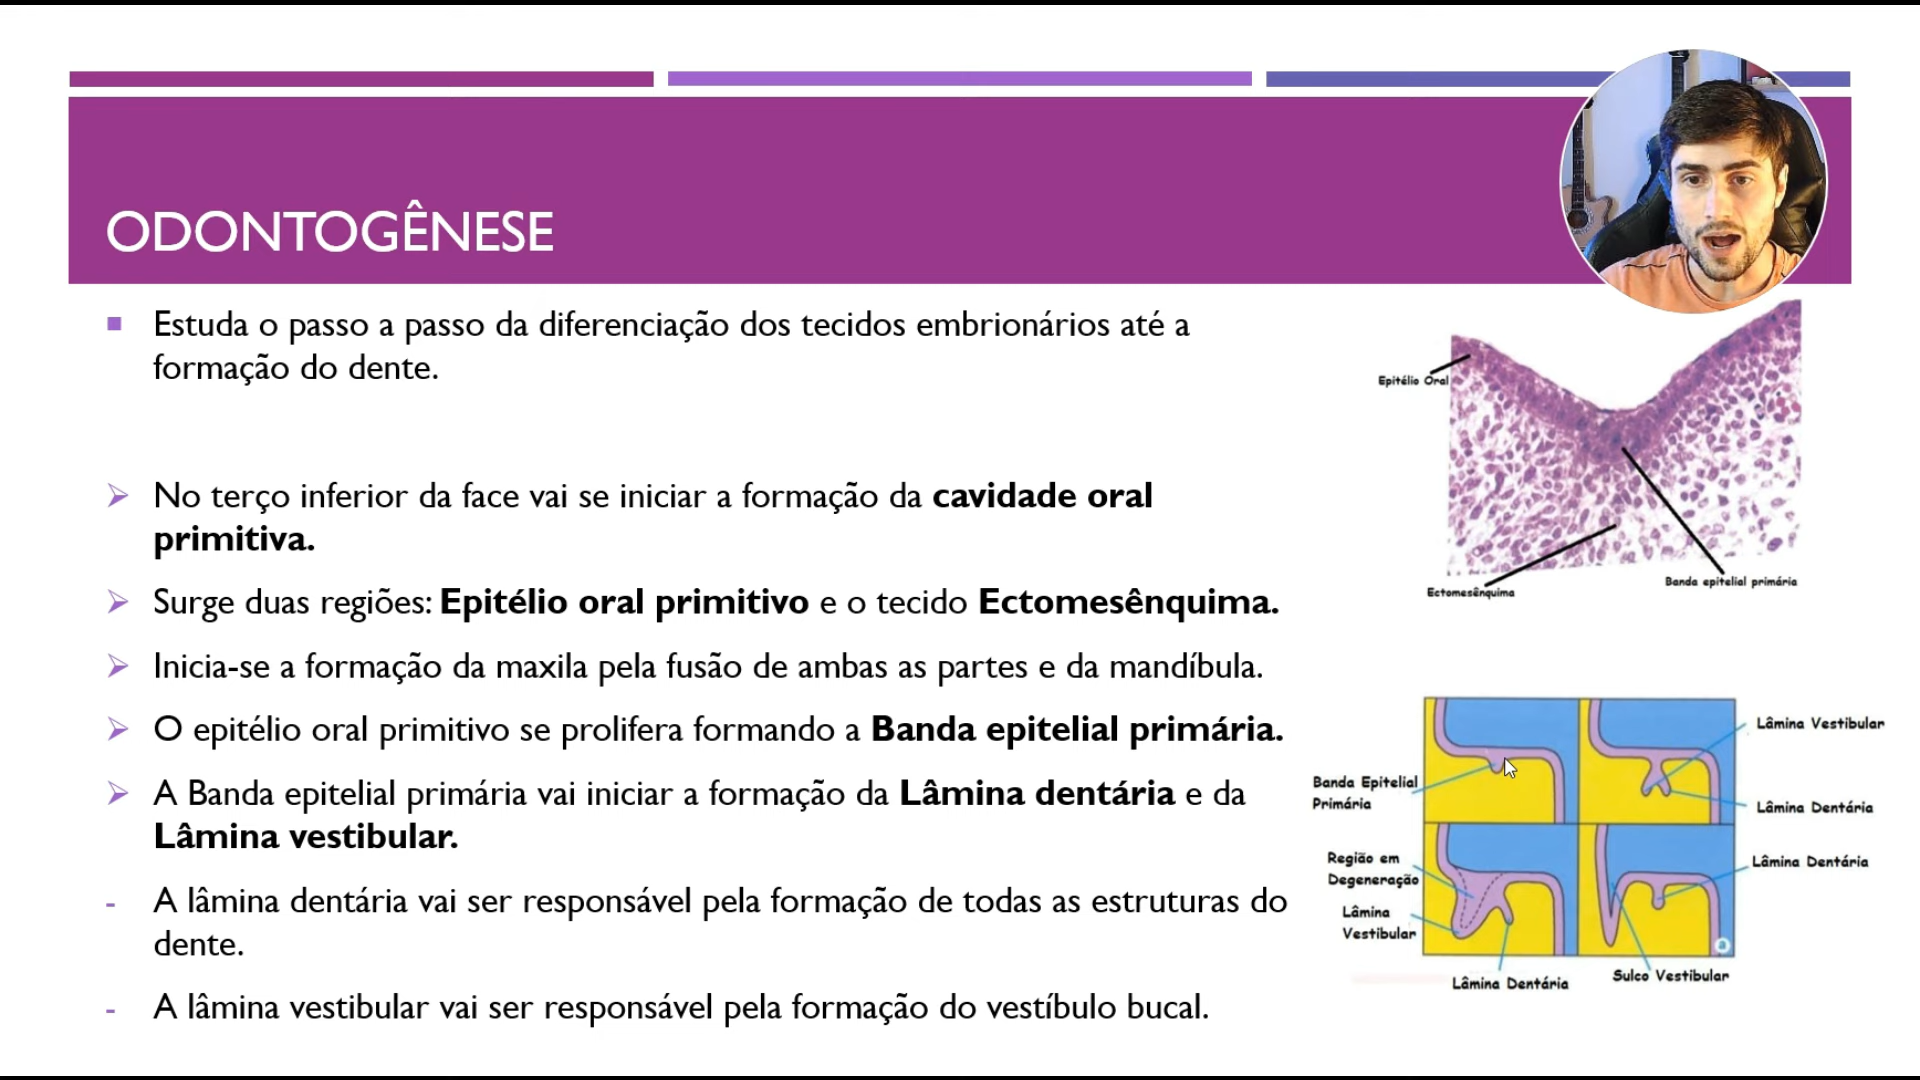 ODONTOGÊNESE
Estuda o passo a passo da diferenciação dos tecidos embrionários até a
formação do dente.
No terço inferior da face vai se iniciar a formação da cavidade oral
primitiva.
Surge duas regiões: Epitélio oral primitivo e o tecido Ectomesênquima.
Inicia-se a formação da maxila pela fusão de ambas as partes e da mandíbula.
O epitélio oral primitivo se prolifera formando a Banda epitelial primária.
A Banda epitelial primária vai iniciar a formação da Lâmina dentária e da
Lâmina vestibular.
- A lâmina dentária vai ser responsável pela formação de todas as estruturas do
dente.
- A lâmina vestibular vai ser responsável pela formação do vestíbulo bucal.
Epitélio Oral
Ectomesênquima
Banda epitelial primária
Banda Epitelial
Primária
Lâmina Vestibular
Lâmina Dentária
Região em
Degeneração
Lâmina
Vestibular
Lâmina Dentária
Lâmina Dentária
Sulco Vestibular